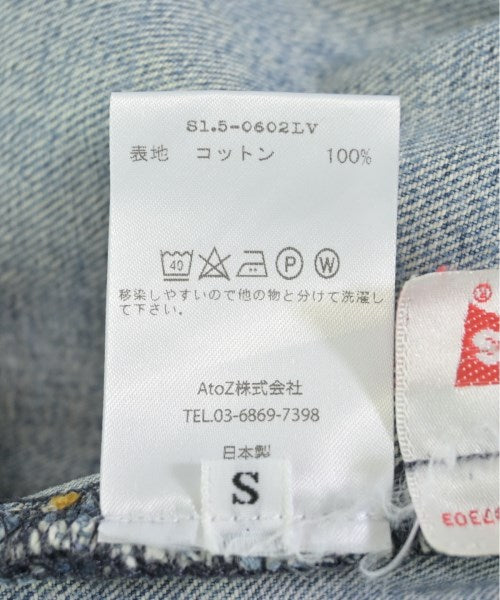 S1.5-0602LV
表地 コットン 100%
40 P W
移染しやすいので他の物と分けて洗濯し
て下さい。
AtoZ株式会社
TEL.03-6869-7398
日本製
S
®
7303